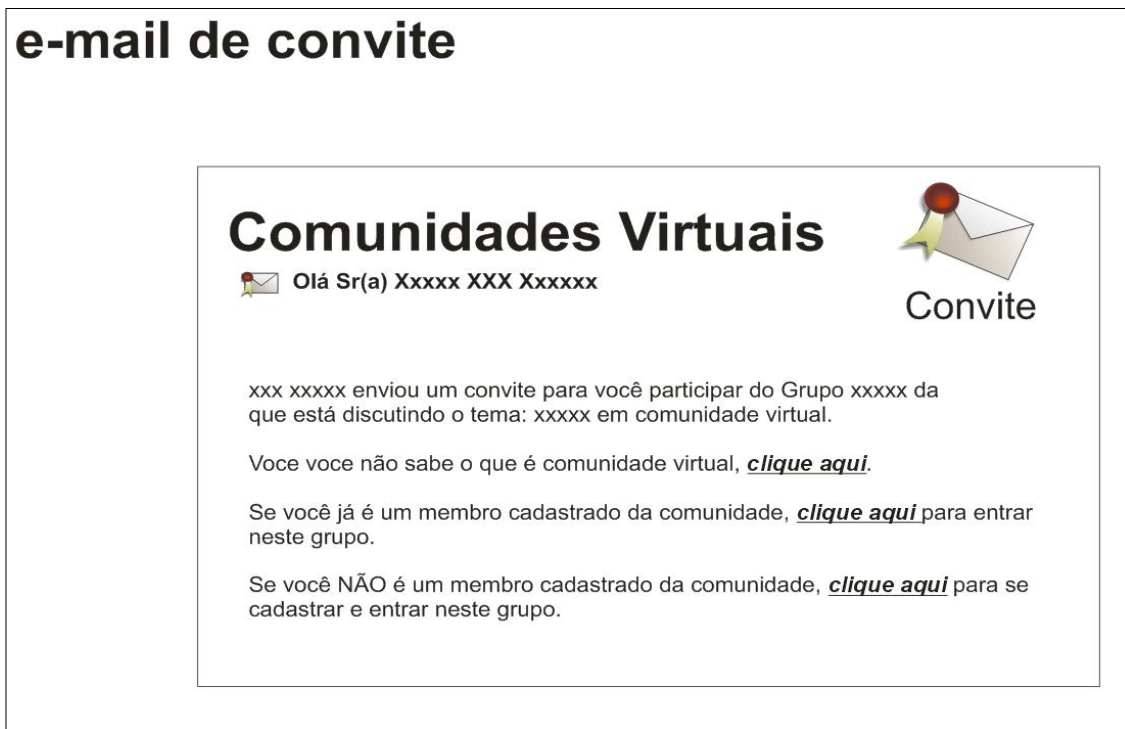 e-mail de convite
Comunidades Virtuais
Olá Sr(a) Xxxxx XXX Xxxxxx
Convite
xxx xxxxx enviou um convite para você participar do Grupo xxxxx da
que está discutindo o tema: xxxxx em comunidade virtual.
Voce voce não sabe o que é comunidade virtual, clique aqui.
Se você já é um membro cadastrado da comunidade, clique aqui para entrar
neste grupo.
Se você NÃO é um membro cadastrado da comunidade, clique aqui para se
cadastrar e entrar neste grupo.